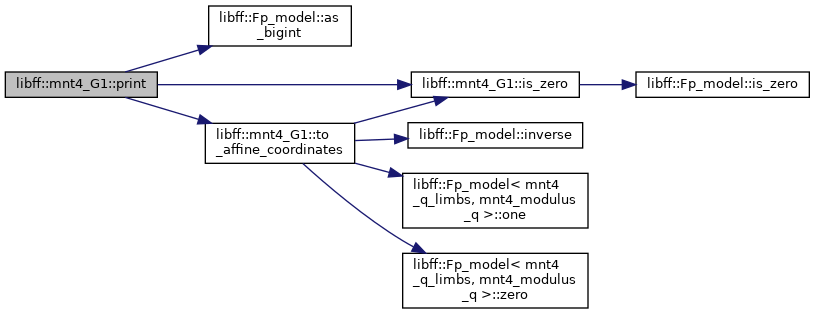 libff::Fp_model::as
_bigint
libff::mnt4_G1::print
libff::mnt4_G1::is_zero
libff::Fp_model::is_zero
libff::mnt4_G1::to
_affine_coordinates
libff::Fp_model::inverse
libff::Fp_model< mnt4
_q_limbs, mnt4_modulus
_q >::one
libff::Fp_model< mnt4
_q_limbs, mnt4_modulus
_q >::zero